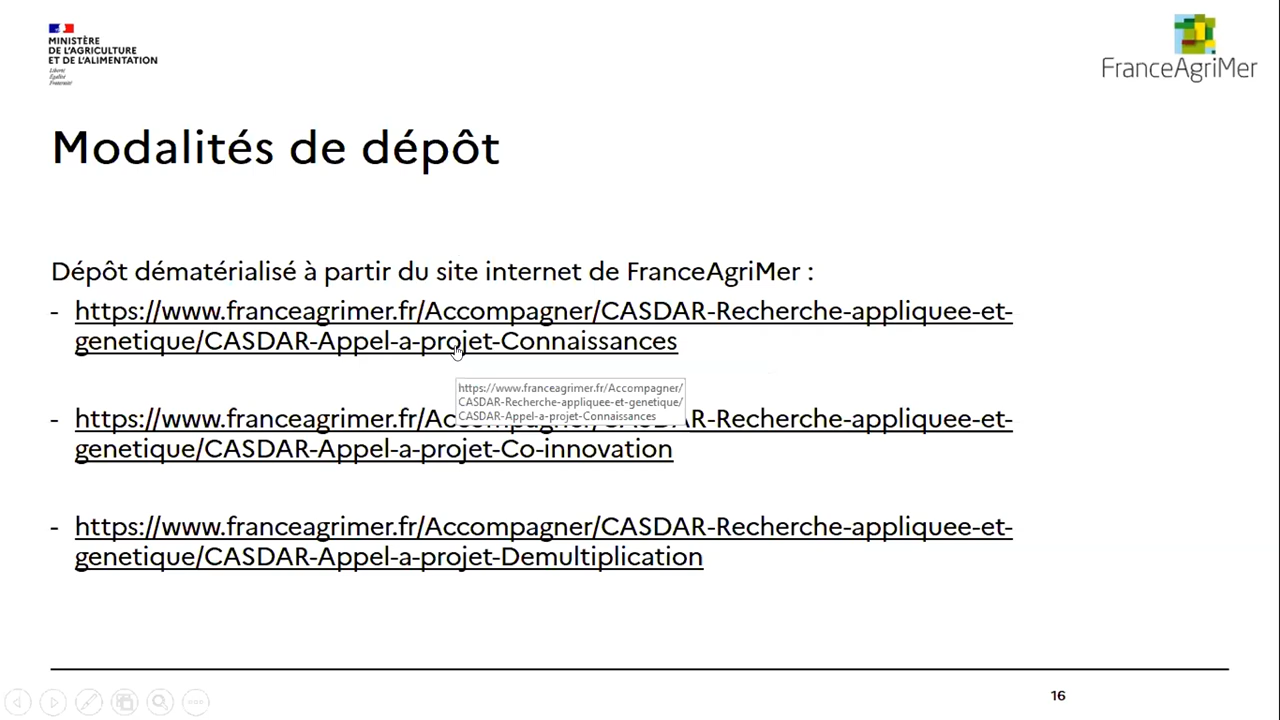 MINISTÈRE
DE L'AGRICULTURE
ET DE L'ALIMENTATION
Liberté
Égalité
Fraternité
FranceAgriMer
Modalités de dépôt
Dépôt dématérialisé à partir du site internet de FranceAgriMer :
- https://www.franceagrimer.fr/Accompagner/CASDAR-Recherche-appliquee-et-
genetique/CASDAR-Appel-a-projet-Connaissances
https://www.franceagrimer.fr/Accompagner/
CASDAR-Recherche-appliquee-et-genetique/
CASDAR-Appel-a-projet-Connaissances
- https://www.franceagrimer.fr/Accompagner/CASDAR-Recherche-appliquee-et-
genetique/CASDAR-Appel-a-projet-Co-innovation
- https://www.franceagrimer.fr/Accompagner/CASDAR-Recherche-appliquee-et-
genetique/CASDAR-Appel-a-projet-Demultiplication
16